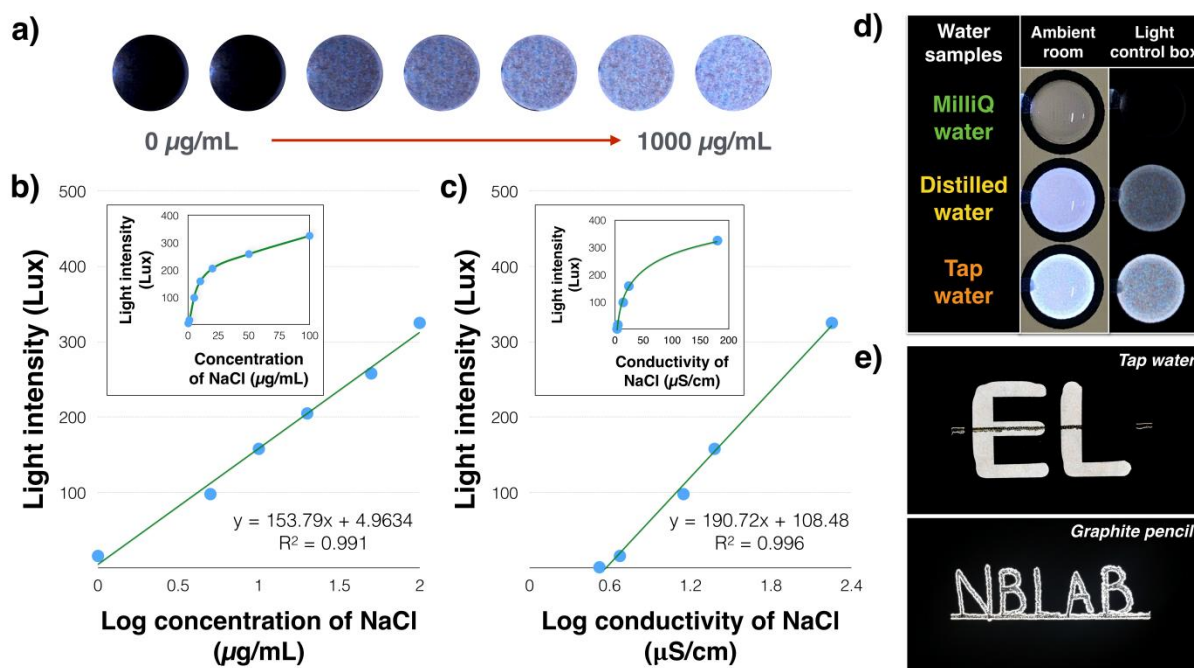 a)
0 µg/mL
1000 µg/mL
b)
500
400
300
200
100
0
0.5
1
1.5
2
Light intensity (Lux)
Log concentration of NaCl
(µg/mL)
y = 153.79x + 4.9634
R² = 0.991
400
300
200
100
0
25
50
75
100
Light intensity
(Lux)
Concentration
of NaCl (µg/mL)
c)
500
400
300
200
100
0
0.6
1.2
1.8
2.4
Light intensity (Lux)
Log conductivity of NaCl
(µS/cm)
y = 190.72x + 108.48
R² = 0.996
400
300
200
100
0
50
100
150
200
Light intensity
(Lux)
Conductivity of
NaCl (µS/cm)
d)
Water
samples
Ambient
room
Light
control box
MilliQ
water
Distilled
water
Tap
water
e)
Tap water
EL
Graphite pencil
NBLAB